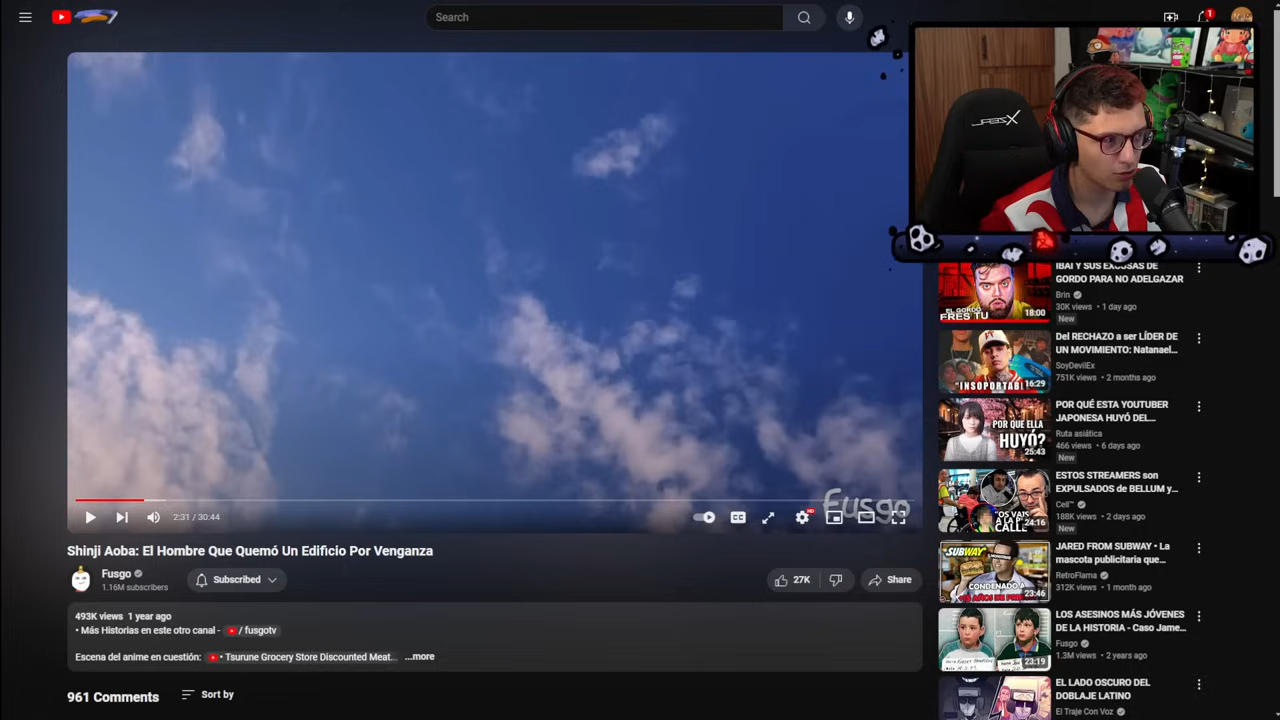 Search
1
Fusgo
2:31 / 30:44
CC
HD
Shinji Aoba: El Hombre Que Quemó Un Edificio Por Venganza
Fusgo
1.16M subscribers
Subscribed
27K
Share
493K views 1 year ago
• Más Historias en este otro canal - / fusgotv
Escena del anime en cuestión: • Tsurune Grocery Store Discounted Meat... ...more
961 Comments
Sort by
IBAI Y SUS EXCUSAS DE
GORDO PARA NO ADELGAZAR
Brin
30K views • 1 day ago
New
18:00
Del RECHAZO a ser LÍDER DE
UN MOVIMIENTO: Natanael...
SoyDevilEx
751K views • 2 months ago
"INSOPORTABL
16:29
POR QUÉ ESTA YOUTUBER
JAPONESA HUYÓ DEL...
Ruta asiática
466 views • 6 days ago
New
POR QUE ELLA
HUYÓ?
25:43
ESTOS STREAMERS son
EXPULSADOS de BELLUM y...
Cell™
188K views • 2 days ago
New
"OS VAIS
A LA P
CALLE
24:16
JARED FROM SUBWAY • La
mascota publicitaria que...
RetroFlama
312K views • 1 month ago
SUBWAY
CONDENADO
23:46
LOS ASESINOS MÁS JÓVENES
DE LA HISTORIA - Caso Jame...
Fusgo
1.3M views • 2 years ago
23:19
EL LADO OSCURO DEL
DOBLAJE LATINO
El Traje Con Voz